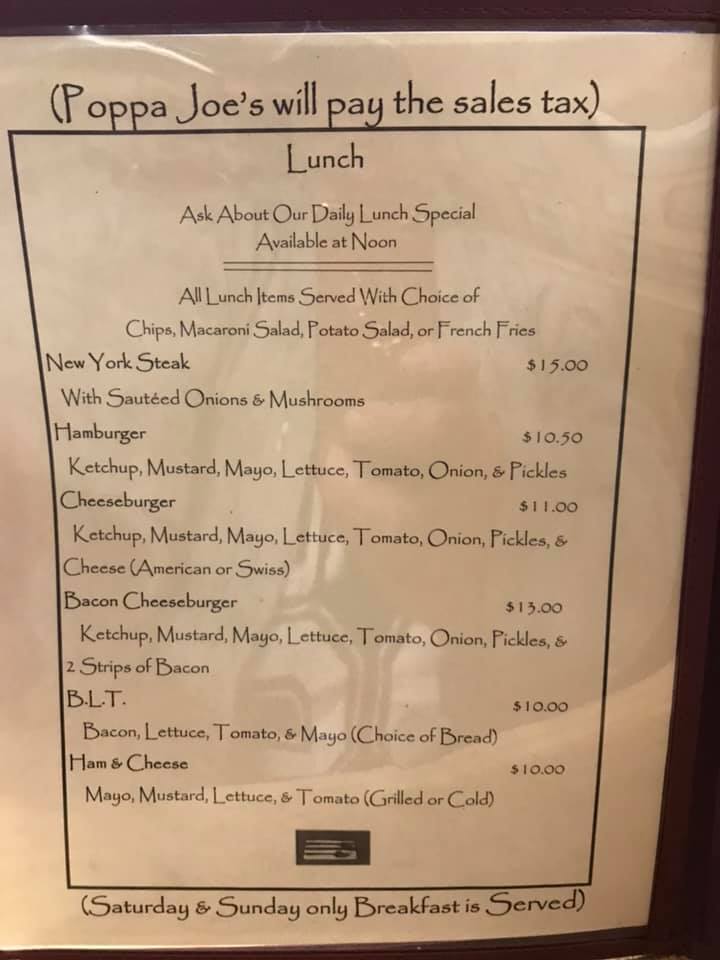 (Poppa Joe's will pay the sales tax)
Lunch
Ask About Our Daily Lunch Special
Available at Noon
All Lunch Items Served With Choice of
Chips, Macaroni Salad, Potato Salad, or French Fries
New York Steak $15.00
With Sautéed Onions & Mushrooms
Hamburger $10.50
Ketchup, Mustard, Mayo, Lettuce, Tomato, Onion, & Pickles
Cheeseburger $11.00
Ketchup, Mustard, Mayo, Lettuce, Tomato, Onion, Pickles, &
Cheese (American or Swiss)
Bacon Cheeseburger $13.00
Ketchup, Mustard, Mayo, Lettuce, Tomato, Onion, Pickles, &
2 Strips of Bacon
B.L.T. $10.00
Bacon, Lettuce, Tomato, & Mayo (Choice of Bread)
Ham & Cheese $10.00
Mayo, Mustard, Lettuce, & Tomato (Grilled or Cold)
(Saturday & Sunday only Breakfast is Served)